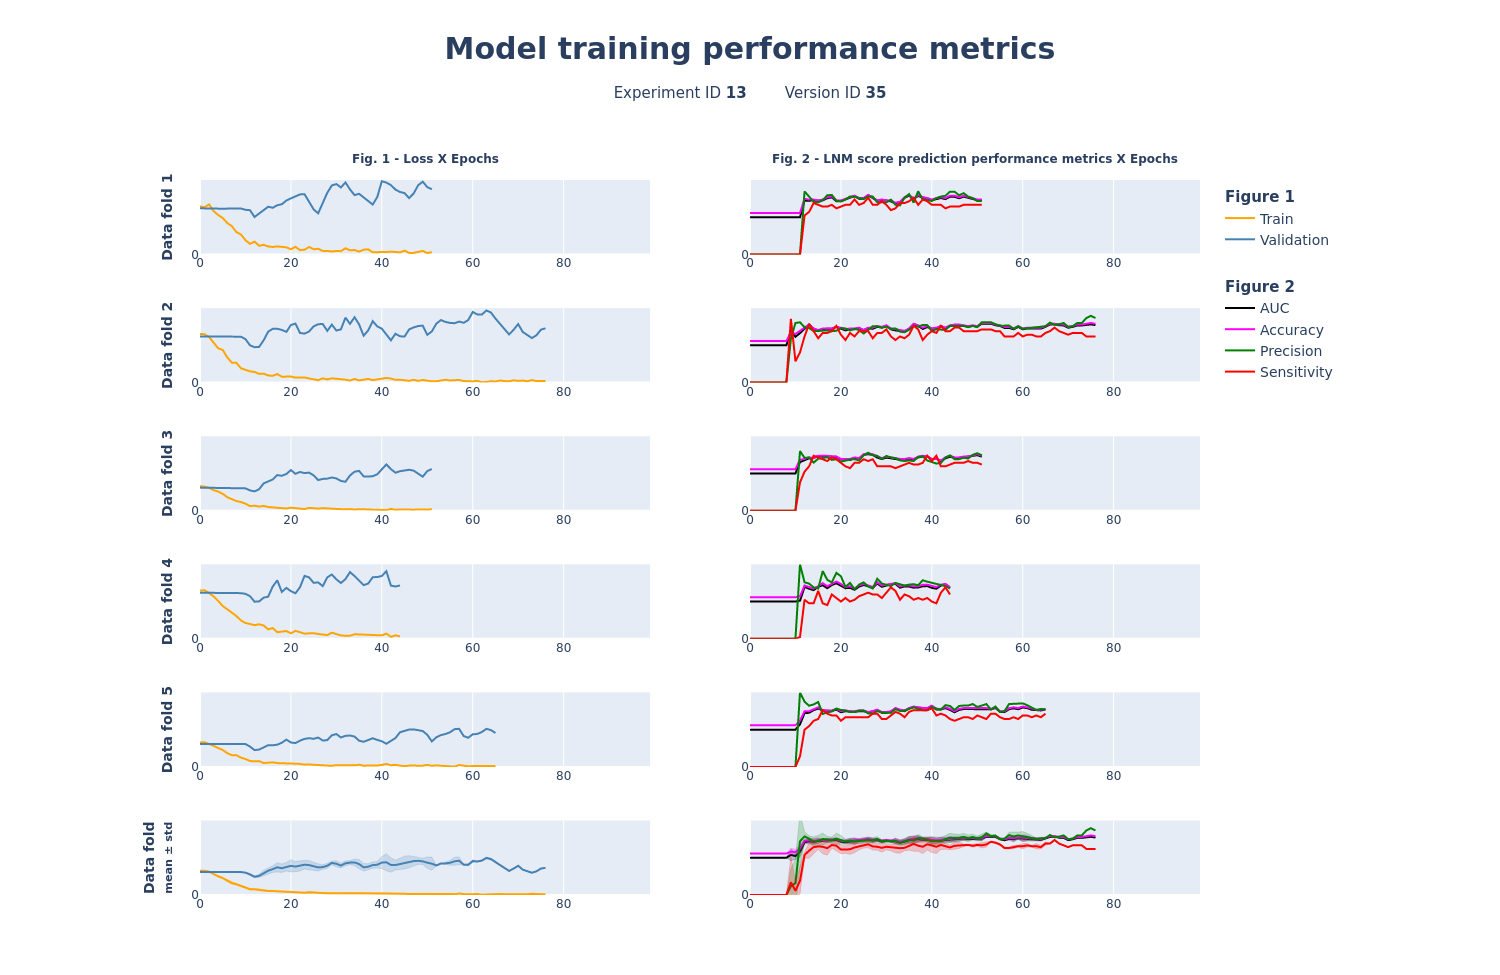 Model training performance metrics
Experiment ID 13 Version ID 35
Fig. 1 - Loss X Epochs
Fig. 2 - LNM score prediction performance metrics X Epochs
Data fold 1
0
0 20 40 60 80
0
0 20 40 60 80
Figure 1
Train
Validation
Figure 2
AUC
Accuracy
Precision
Sensitivity
Data fold 2
0
0 20 40 60 80
0
0 20 40 60 80
Data fold 3
0
0 20 40 60 80
0
0 20 40 60 80
Data fold 4
0
0 20 40 60 80
0
0 20 40 60 80
Data fold 5
0
0 20 40 60 80
0
0 20 40 60 80
Data fold
mean ± std
0
0 20 40 60 80
0
0 20 40 60 80